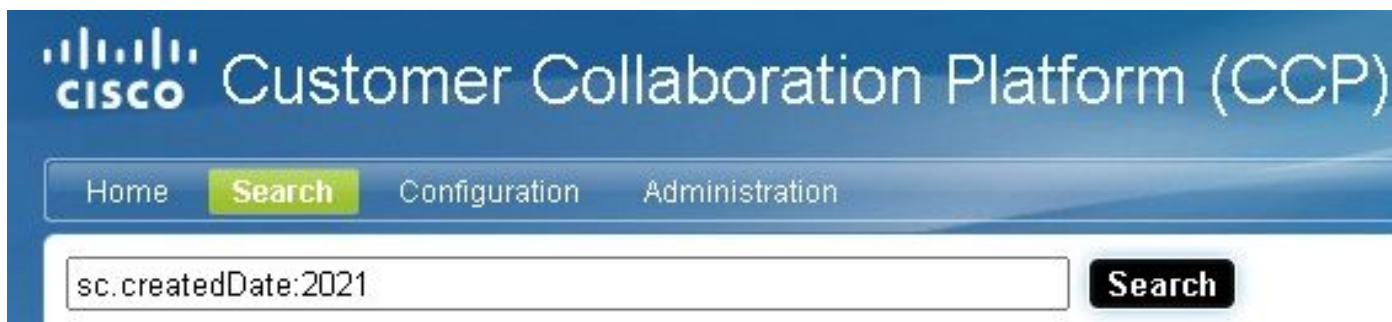 CISCO Customer Collaboration Platform (CCP)
Home Search Configuration Administration
sc.createdDate:2021 Search